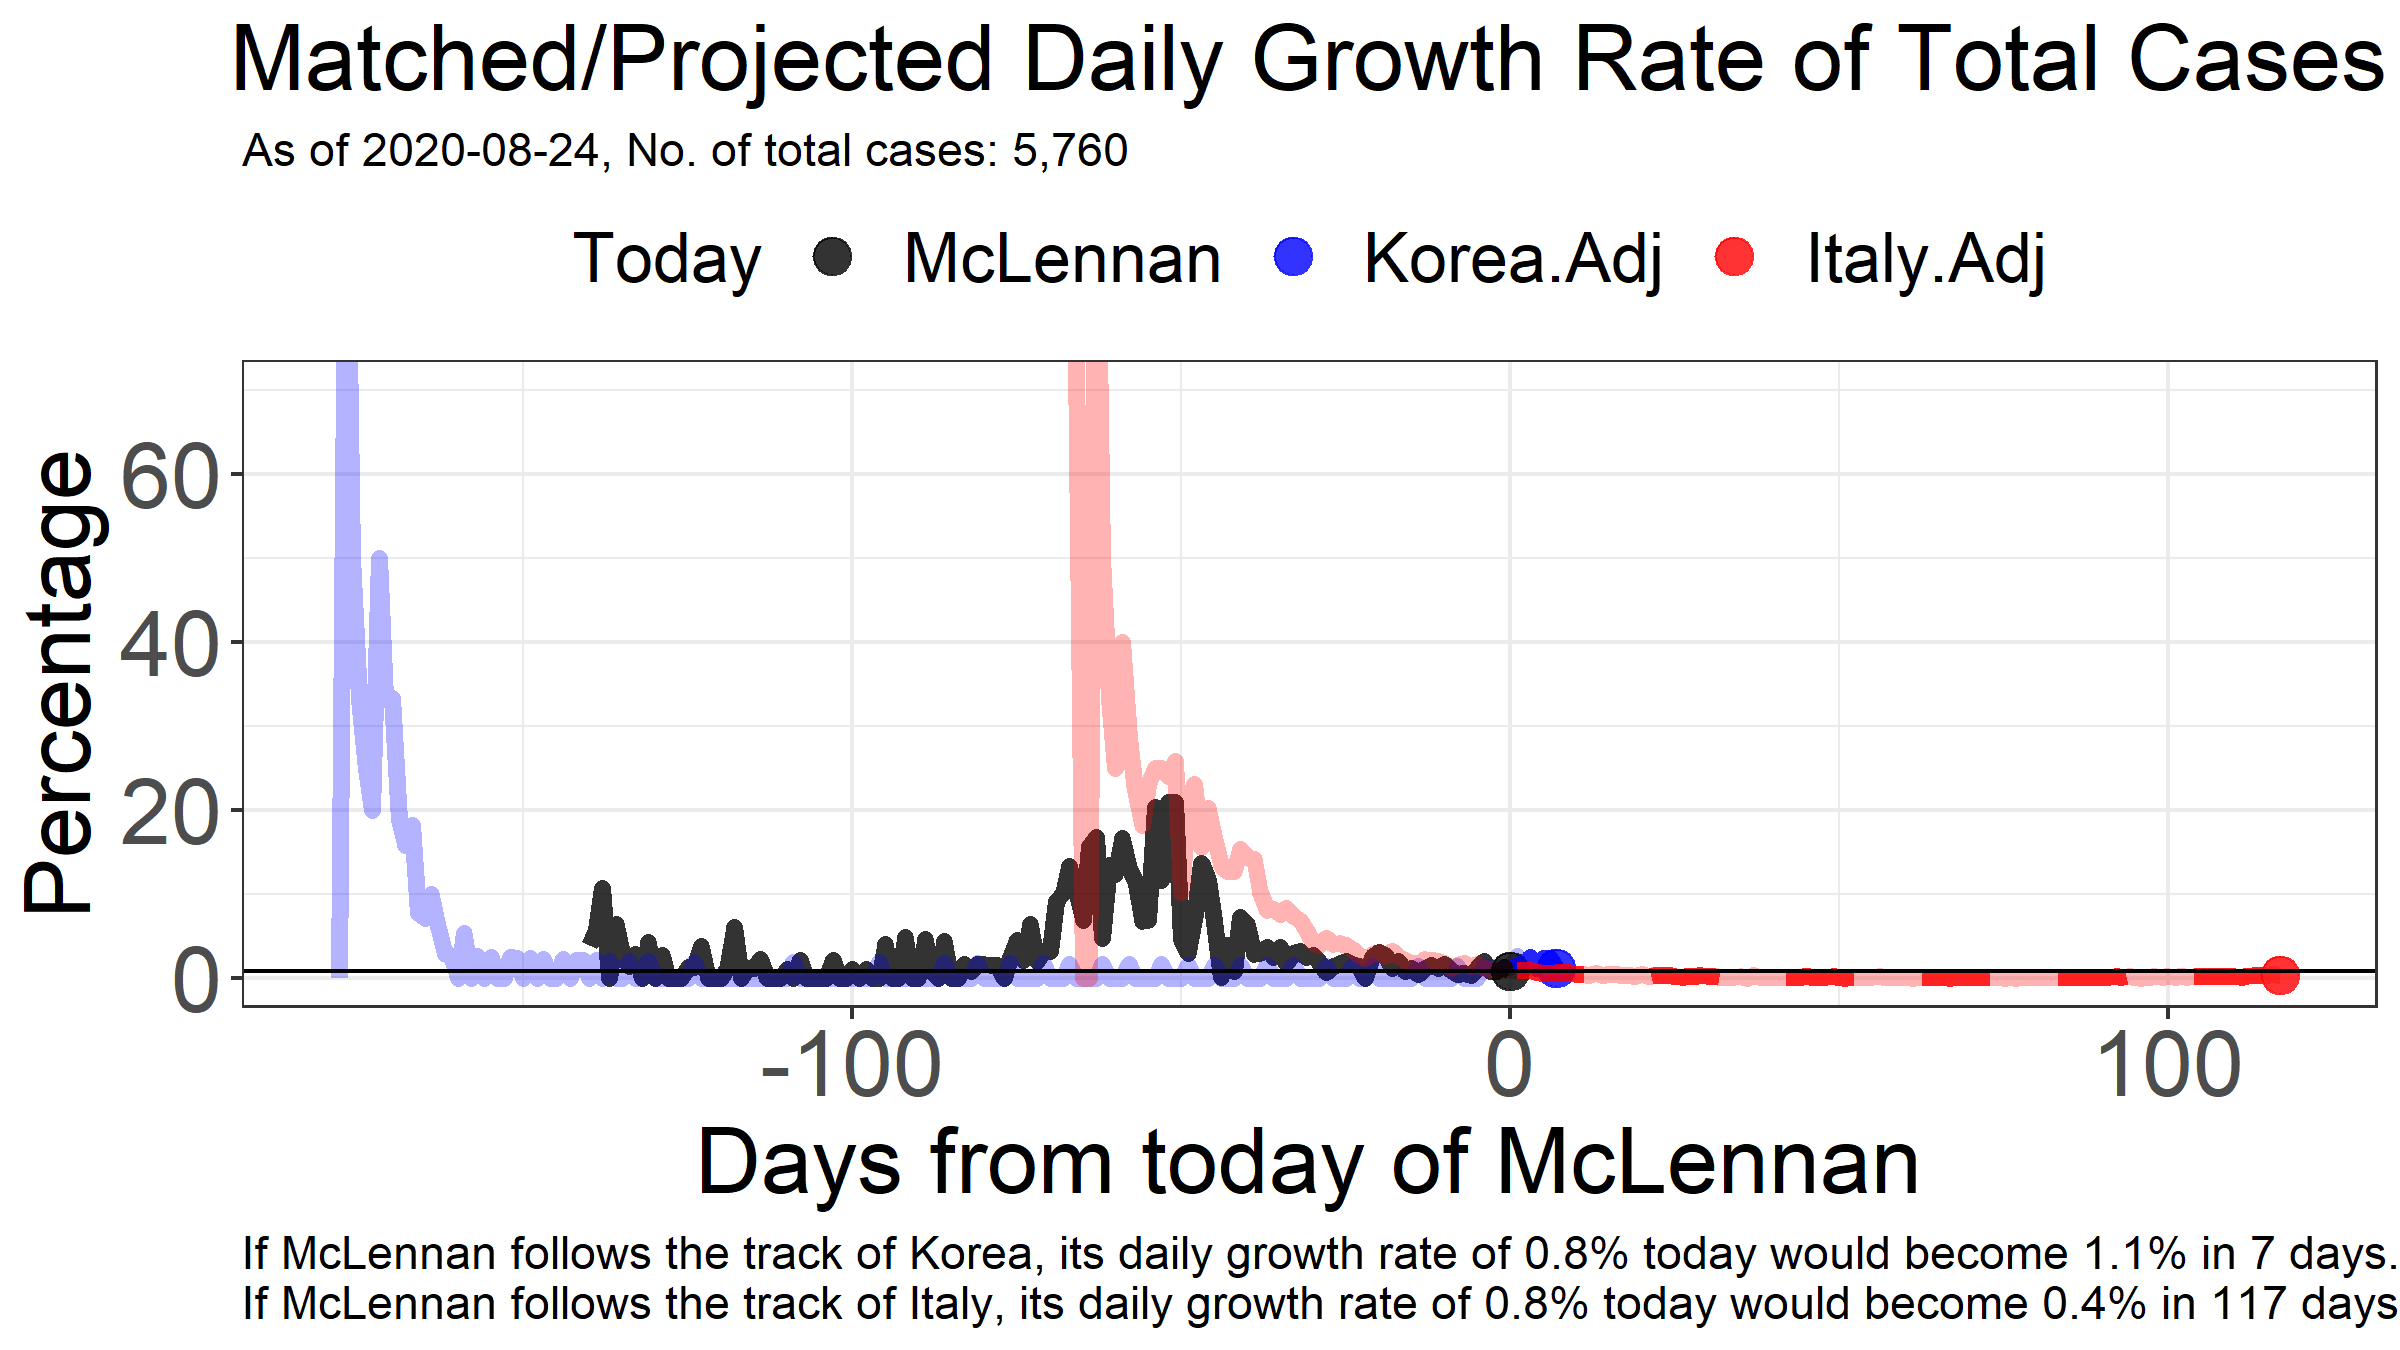 Matched/Projected Daily Growth Rate of Total Cases
As of 2020-08-24, No. of total cases: 5,760
Today McLennan Korea.Adj Italy.Adj
Percentage
60
40
20
0
-100 0 100
Days from today of McLennan
If McLennan follows the track of Korea, its daily growth rate of 0.8% today would become 1.1% in 7 days.
If McLennan follows the track of Italy, its daily growth rate of 0.8% today would become 0.4% in 117 days